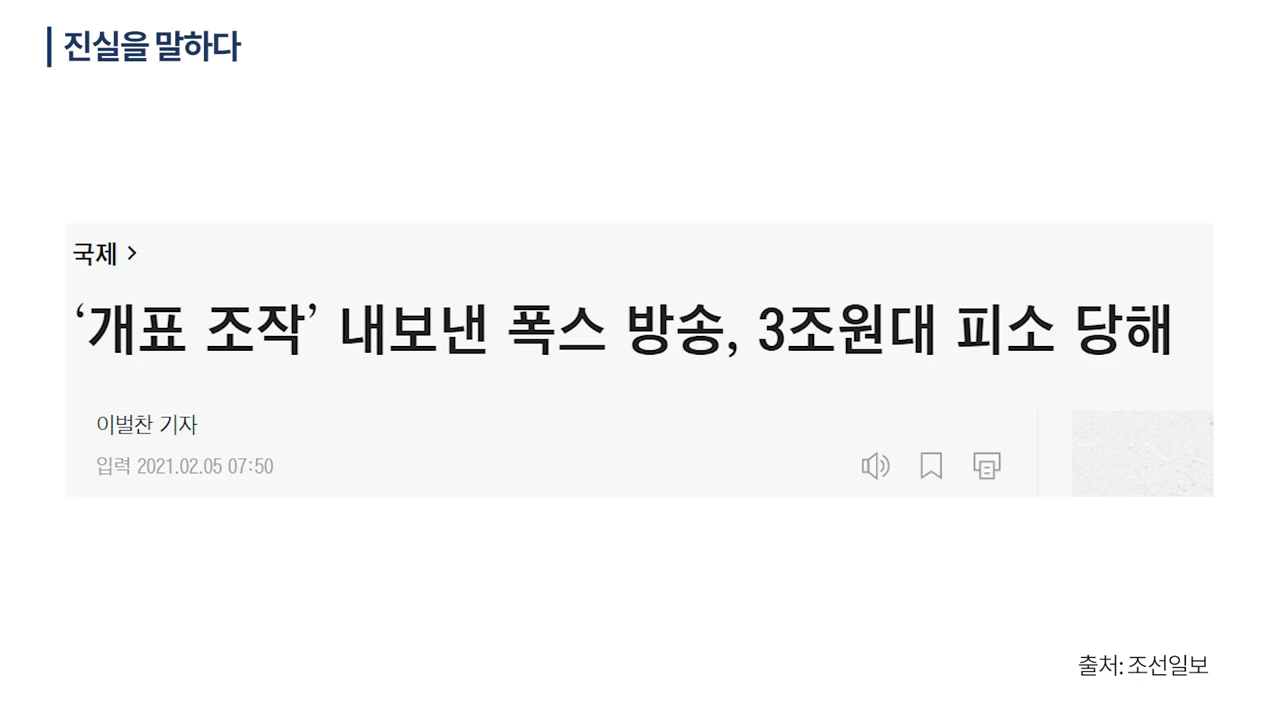 진실을 말하다
국제 >
‘개표 조작’ 내보낸 폭스 방송, 3조원대 피소 당해
이벌찬 기자
입력 2021.02.05 07:50
출처: 조선일보